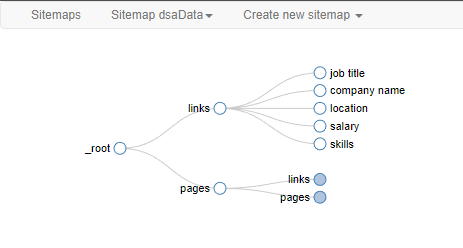 Sitemaps Sitemap dsaData Create new sitemap
job title
company name
links
location
salary
skills
_root
links
pages
pages